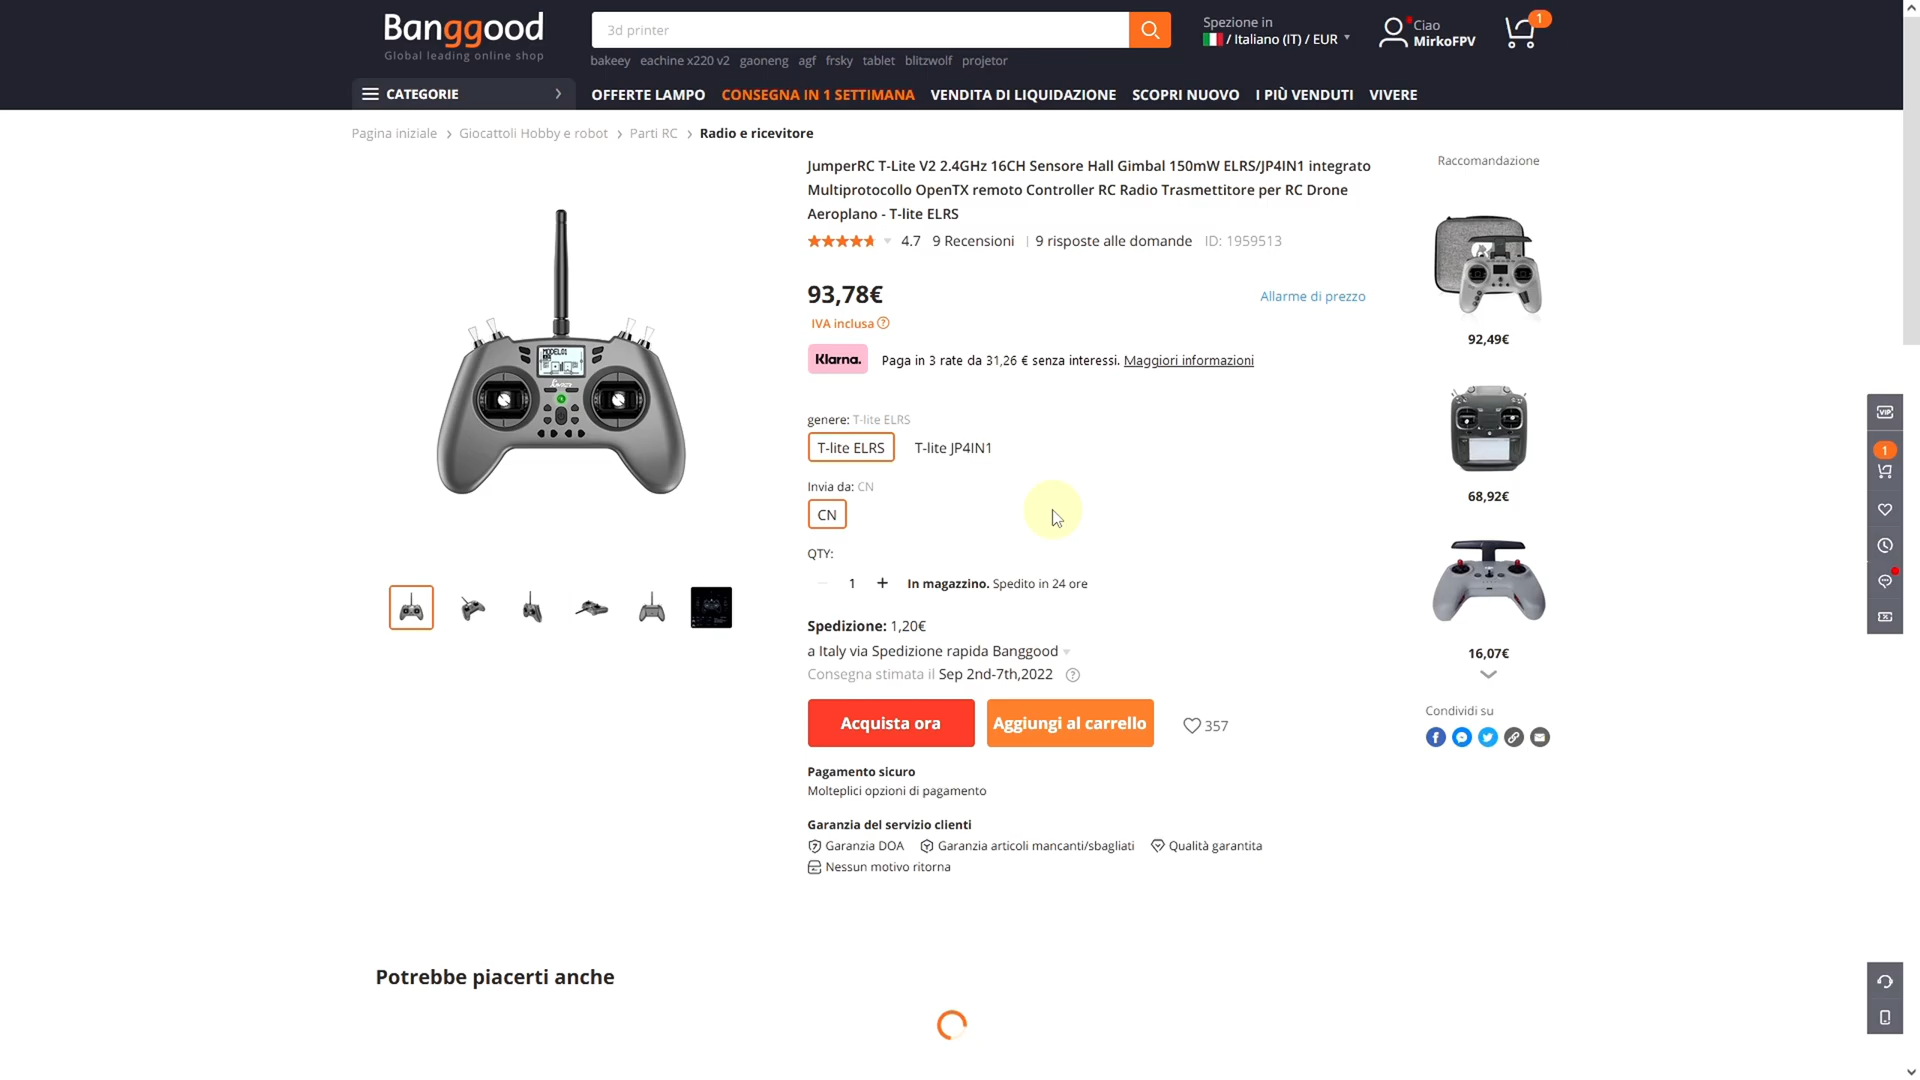 Banggood
Global leading online shop
3d printer
bakeey eachine x220 v2 gaoneng agf frsky tablet blitzwolf projetor
Spezione in
/ Italiano (IT) / EUR
Ciao
MirkoFPV
1
CATEGORIE
OFFERTE LAMPO CONSEGNA IN 1 SETTIMANA VENDITA DI LIQUIDAZIONE SCOPRI NUOVO I PIÙ VENDUTI VIVERE
Pagina iniziale > Giocattoli Hobby e robot > Parti RC > Radio e ricevitore
JumperRC T-Lite V2 2.4GHz 16CH Sensore Hall Gimbal 150mW ELRS/JP4IN1 integrato
Multiprotocollo OpenTX remoto Controller RC Radio Trasmettitore per RC Drone
Aeroplano - T-lite ELRS
4.7 9 Recensioni | 9 risposte alle domande ID: 1959513
93,78€
Allarme di prezzo
IVA inclusa
Klarna. Paga in 3 rate da 31,26 € senza interessi. Maggiori informazioni
genere: T-lite ELRS
T-lite ELRS T-lite JP4IN1
Invia da: CN
CN
QTY:
1 + In magazzino. Spedito in 24 ore
Spedizione: 1,20€
a Italy via Spedizione rapida Banggood
Consegna stimata il Sep 2nd-7th,2022
Acquista ora
Aggiungi al carrello
357
Pagamento sicuro
Molteplici opzioni di pagamento
Garanzia del servizio clienti
Garanzia DOA Garanzia articoli mancanti/sbagliati Qualità garantita
Nessun motivo ritorna
Raccomandazione
92,49€
68,92€
16,07€
Condividi su
VIP
1
MODEL01
Potrebbe piacerti anche